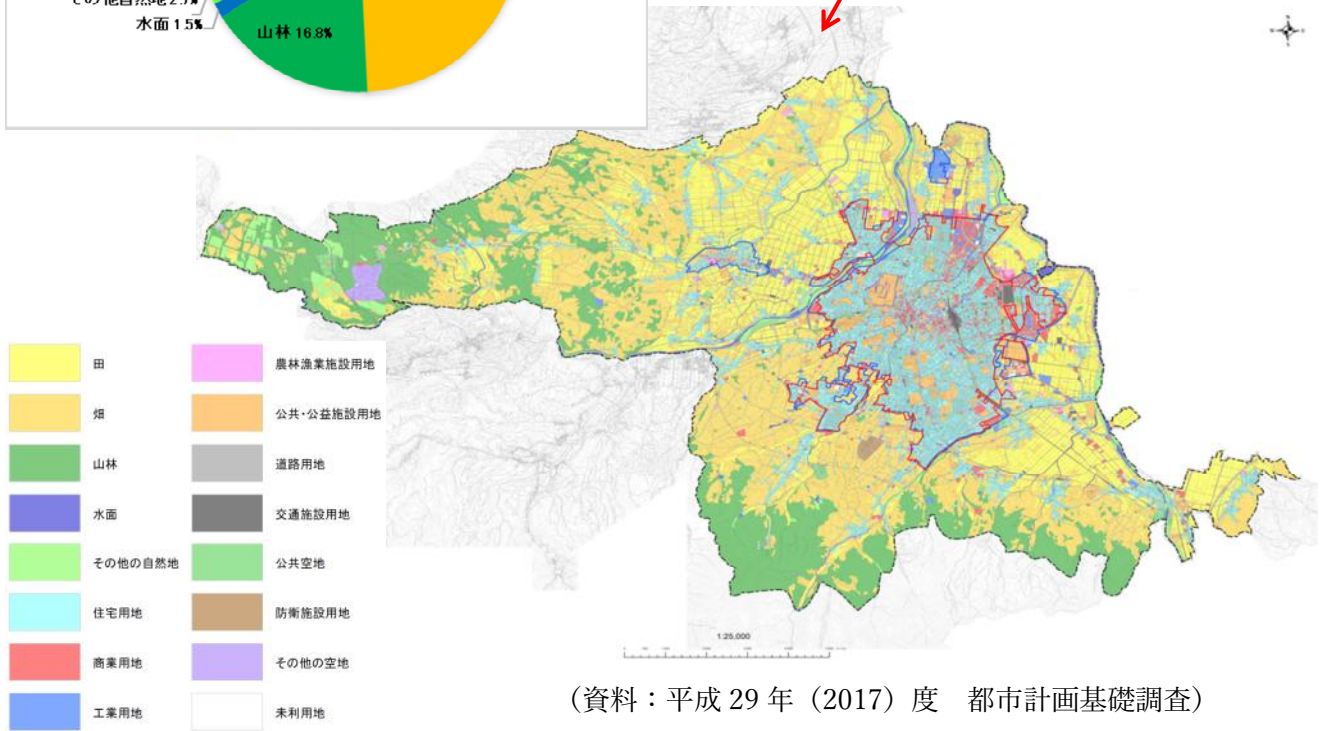 水面 1.5%
山林 16.8%
田
畑
山林
水面
その他の自然地
住宅用地
商業用地
工業用地
農林漁業施設用地
公共・公益施設用地
道路用地
交通施設用地
公共空地
防衛施設用地
その他の空地
未利用地
1:25,000
（資料：平成 29 年（2017）度　都市計画基礎調査）